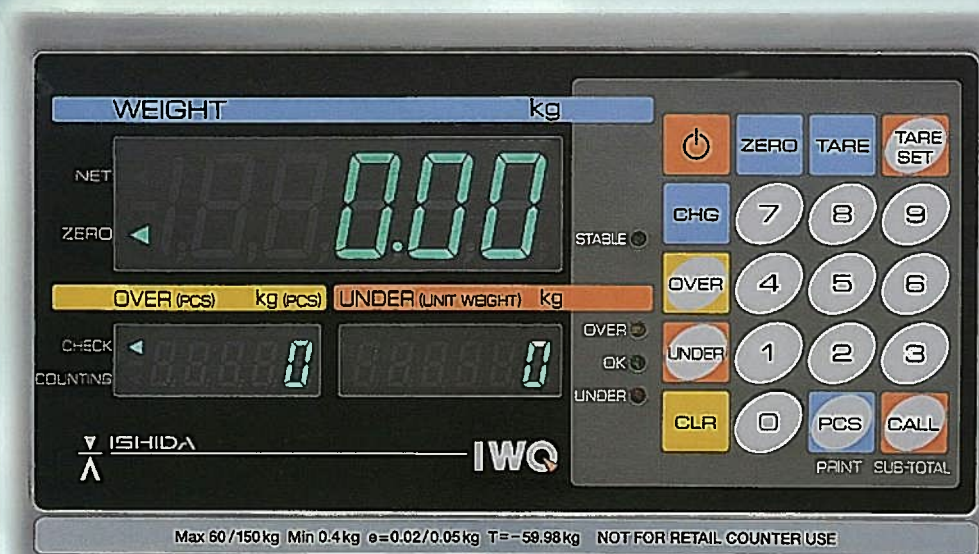 WEIGHT kg
ZERO TARE TARE SET
NET
0.00
CHG 7 8 9
ZERO
STABLE
OVER (PCS) kg (PCS) UNDER (UNIT WEIGHT) kg
OVER 4 5 6
CHECK
0 0
OVER
OK
UNDER 1 2 3
COUNTING
UNDER
CLR 0 PCS CALL
ISHIDA
IWQ
PRINT SUB-TOTAL
Max 60/150kg Min 0.4kg e=0.02/0.05kg T=-59.98kg NOT FOR RETAIL COUNTER USE